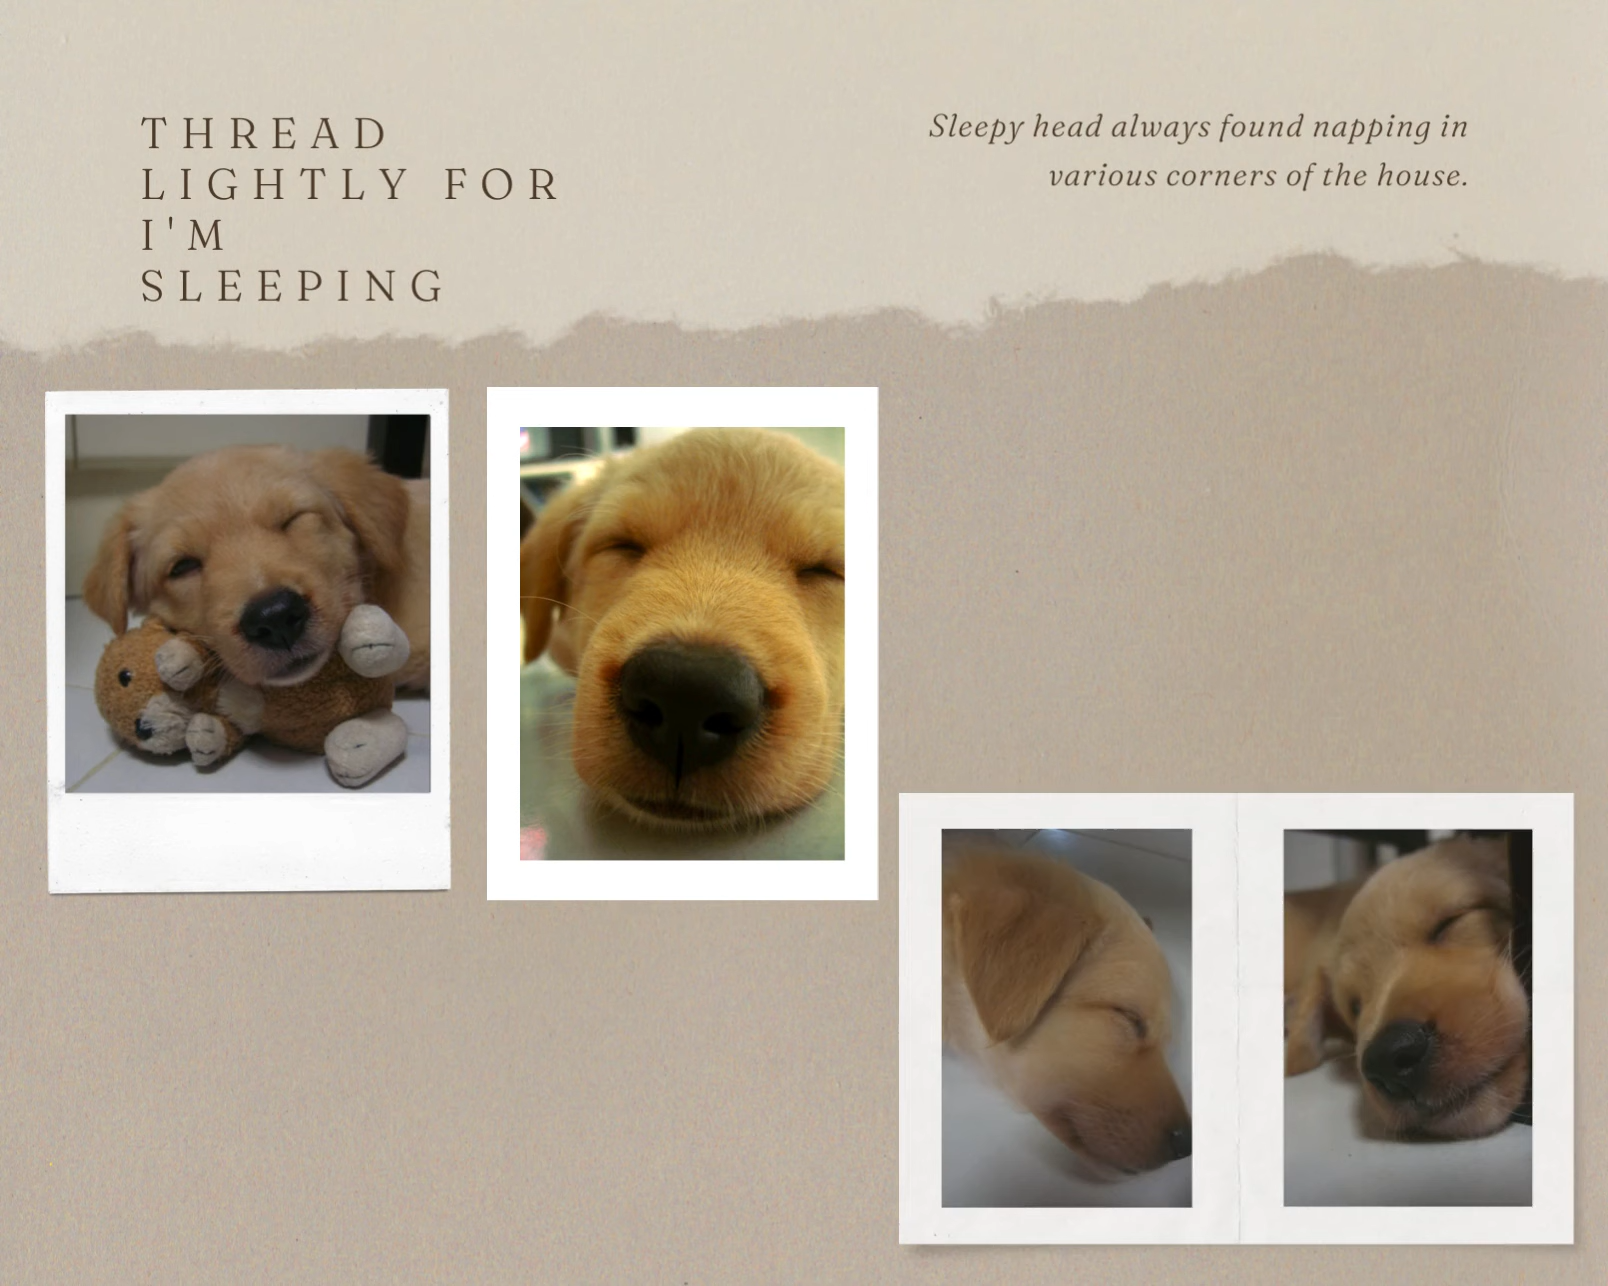 THREAD
LIGHTLY FOR
I'M
SLEEPING
Sleepy head always found napping in
various corners of the house.